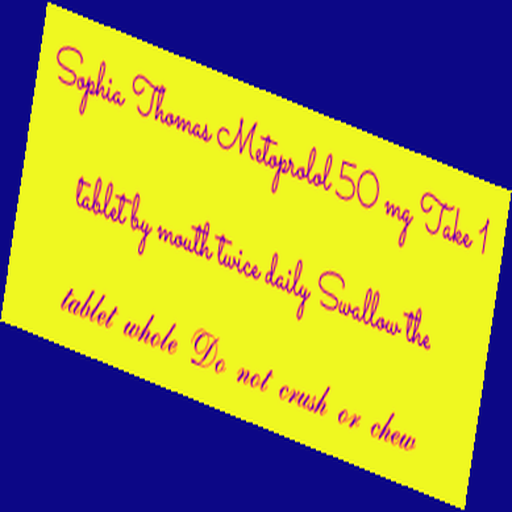 Sophia Thomas Metoprolol 50 mg Take 1
tablet by mouth twice daily Swallow the
tablet whole Do not crush or chew